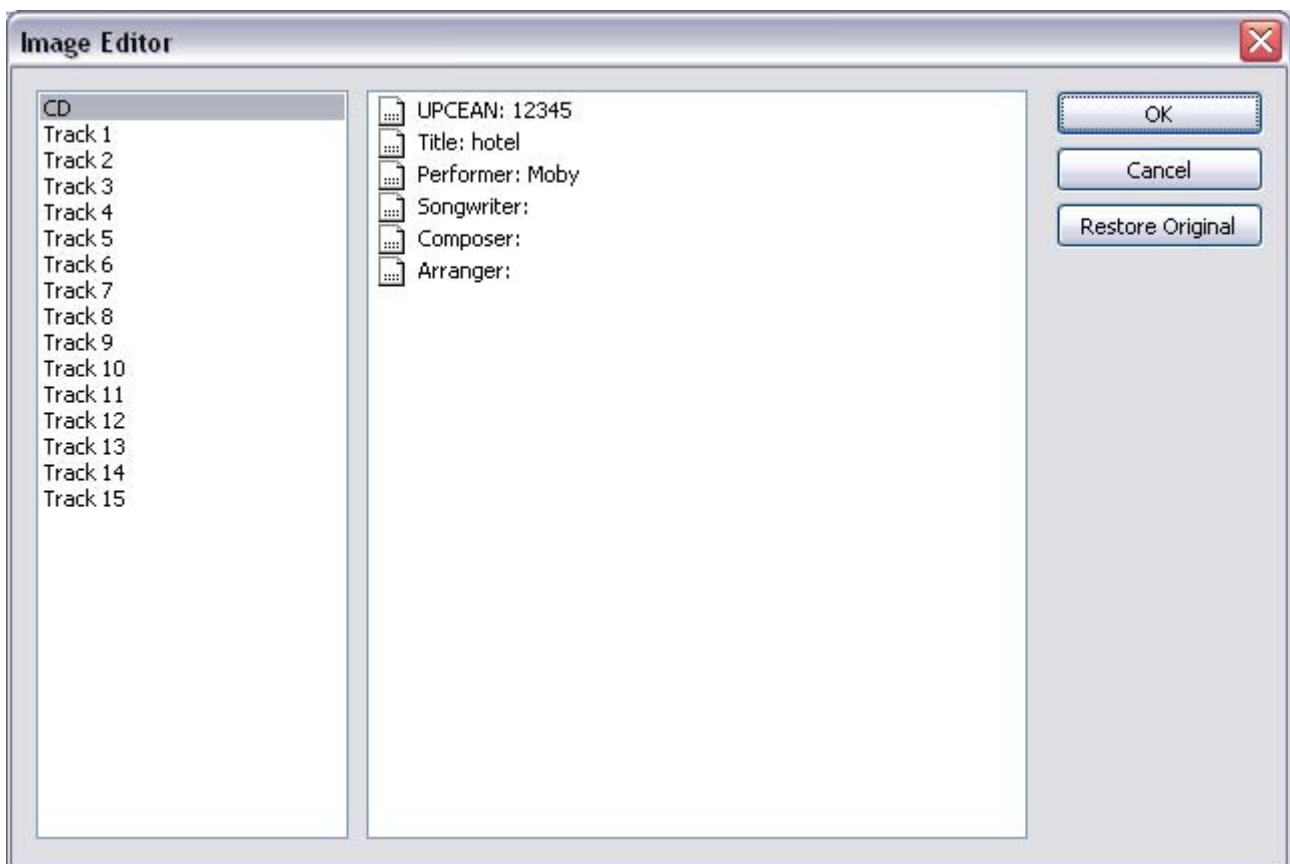 Image Editor
CD
Track 1
Track 2
Track 3
Track 4
Track 5
Track 6
Track 7
Track 8
Track 9
Track 10
Track 11
Track 12
Track 13
Track 14
Track 15
UPCEAN: 12345
Title: hotel
Performer: Moby
Songwriter:
Composer:
Arranger:
OK
Cancel
Restore Original